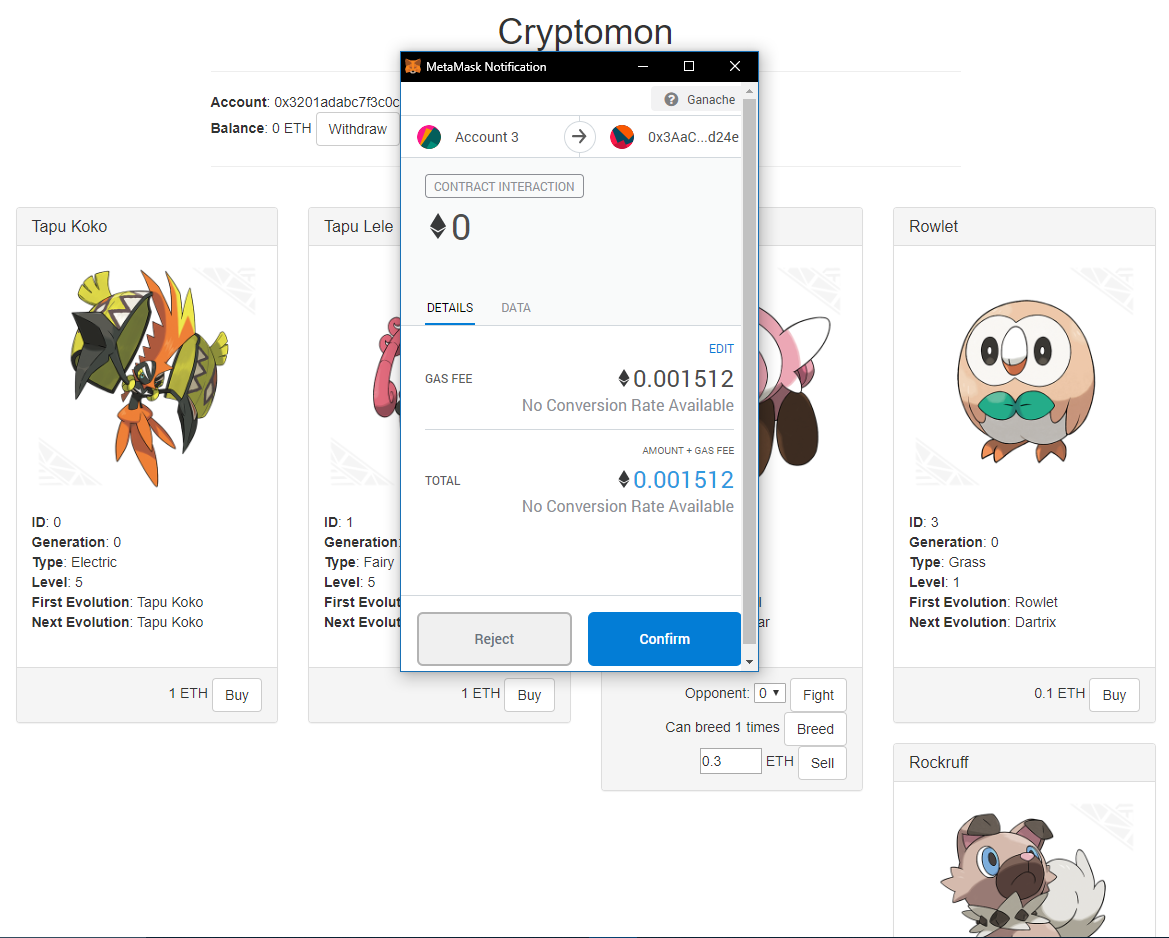 Cryptomon
MetaMask Notification
Ganache
Account: 0x3201adabc7f3c0c
Balance: 0 ETH Withdraw
Account 3
0x3AaC...d24e
CONTRACT INTERACTION
0
DETAILS DATA
EDIT
GAS FEE 0.001512
No Conversion Rate Available
AMOUNT + GAS FEE
TOTAL 0.001512
No Conversion Rate Available
Reject Confirm
Tapu Koko
ID: 0
Generation: 0
Type: Electric
Level: 5
First Evolution: Tapu Koko
Next Evolution: Tapu Koko
1 ETH Buy
Tapu Lele
ID: 1
Generation:
Type: Fairy
Level: 5
First Evolut
Next Evolut
1 ETH Buy
ar
Opponent: 0 Fight
Can breed 1 times Breed
0.3 ETH Sell
Rowlet
ID: 3
Generation: 0
Type: Grass
Level: 1
First Evolution: Rowlet
Next Evolution: Dartrix
0.1 ETH Buy
Rockruff